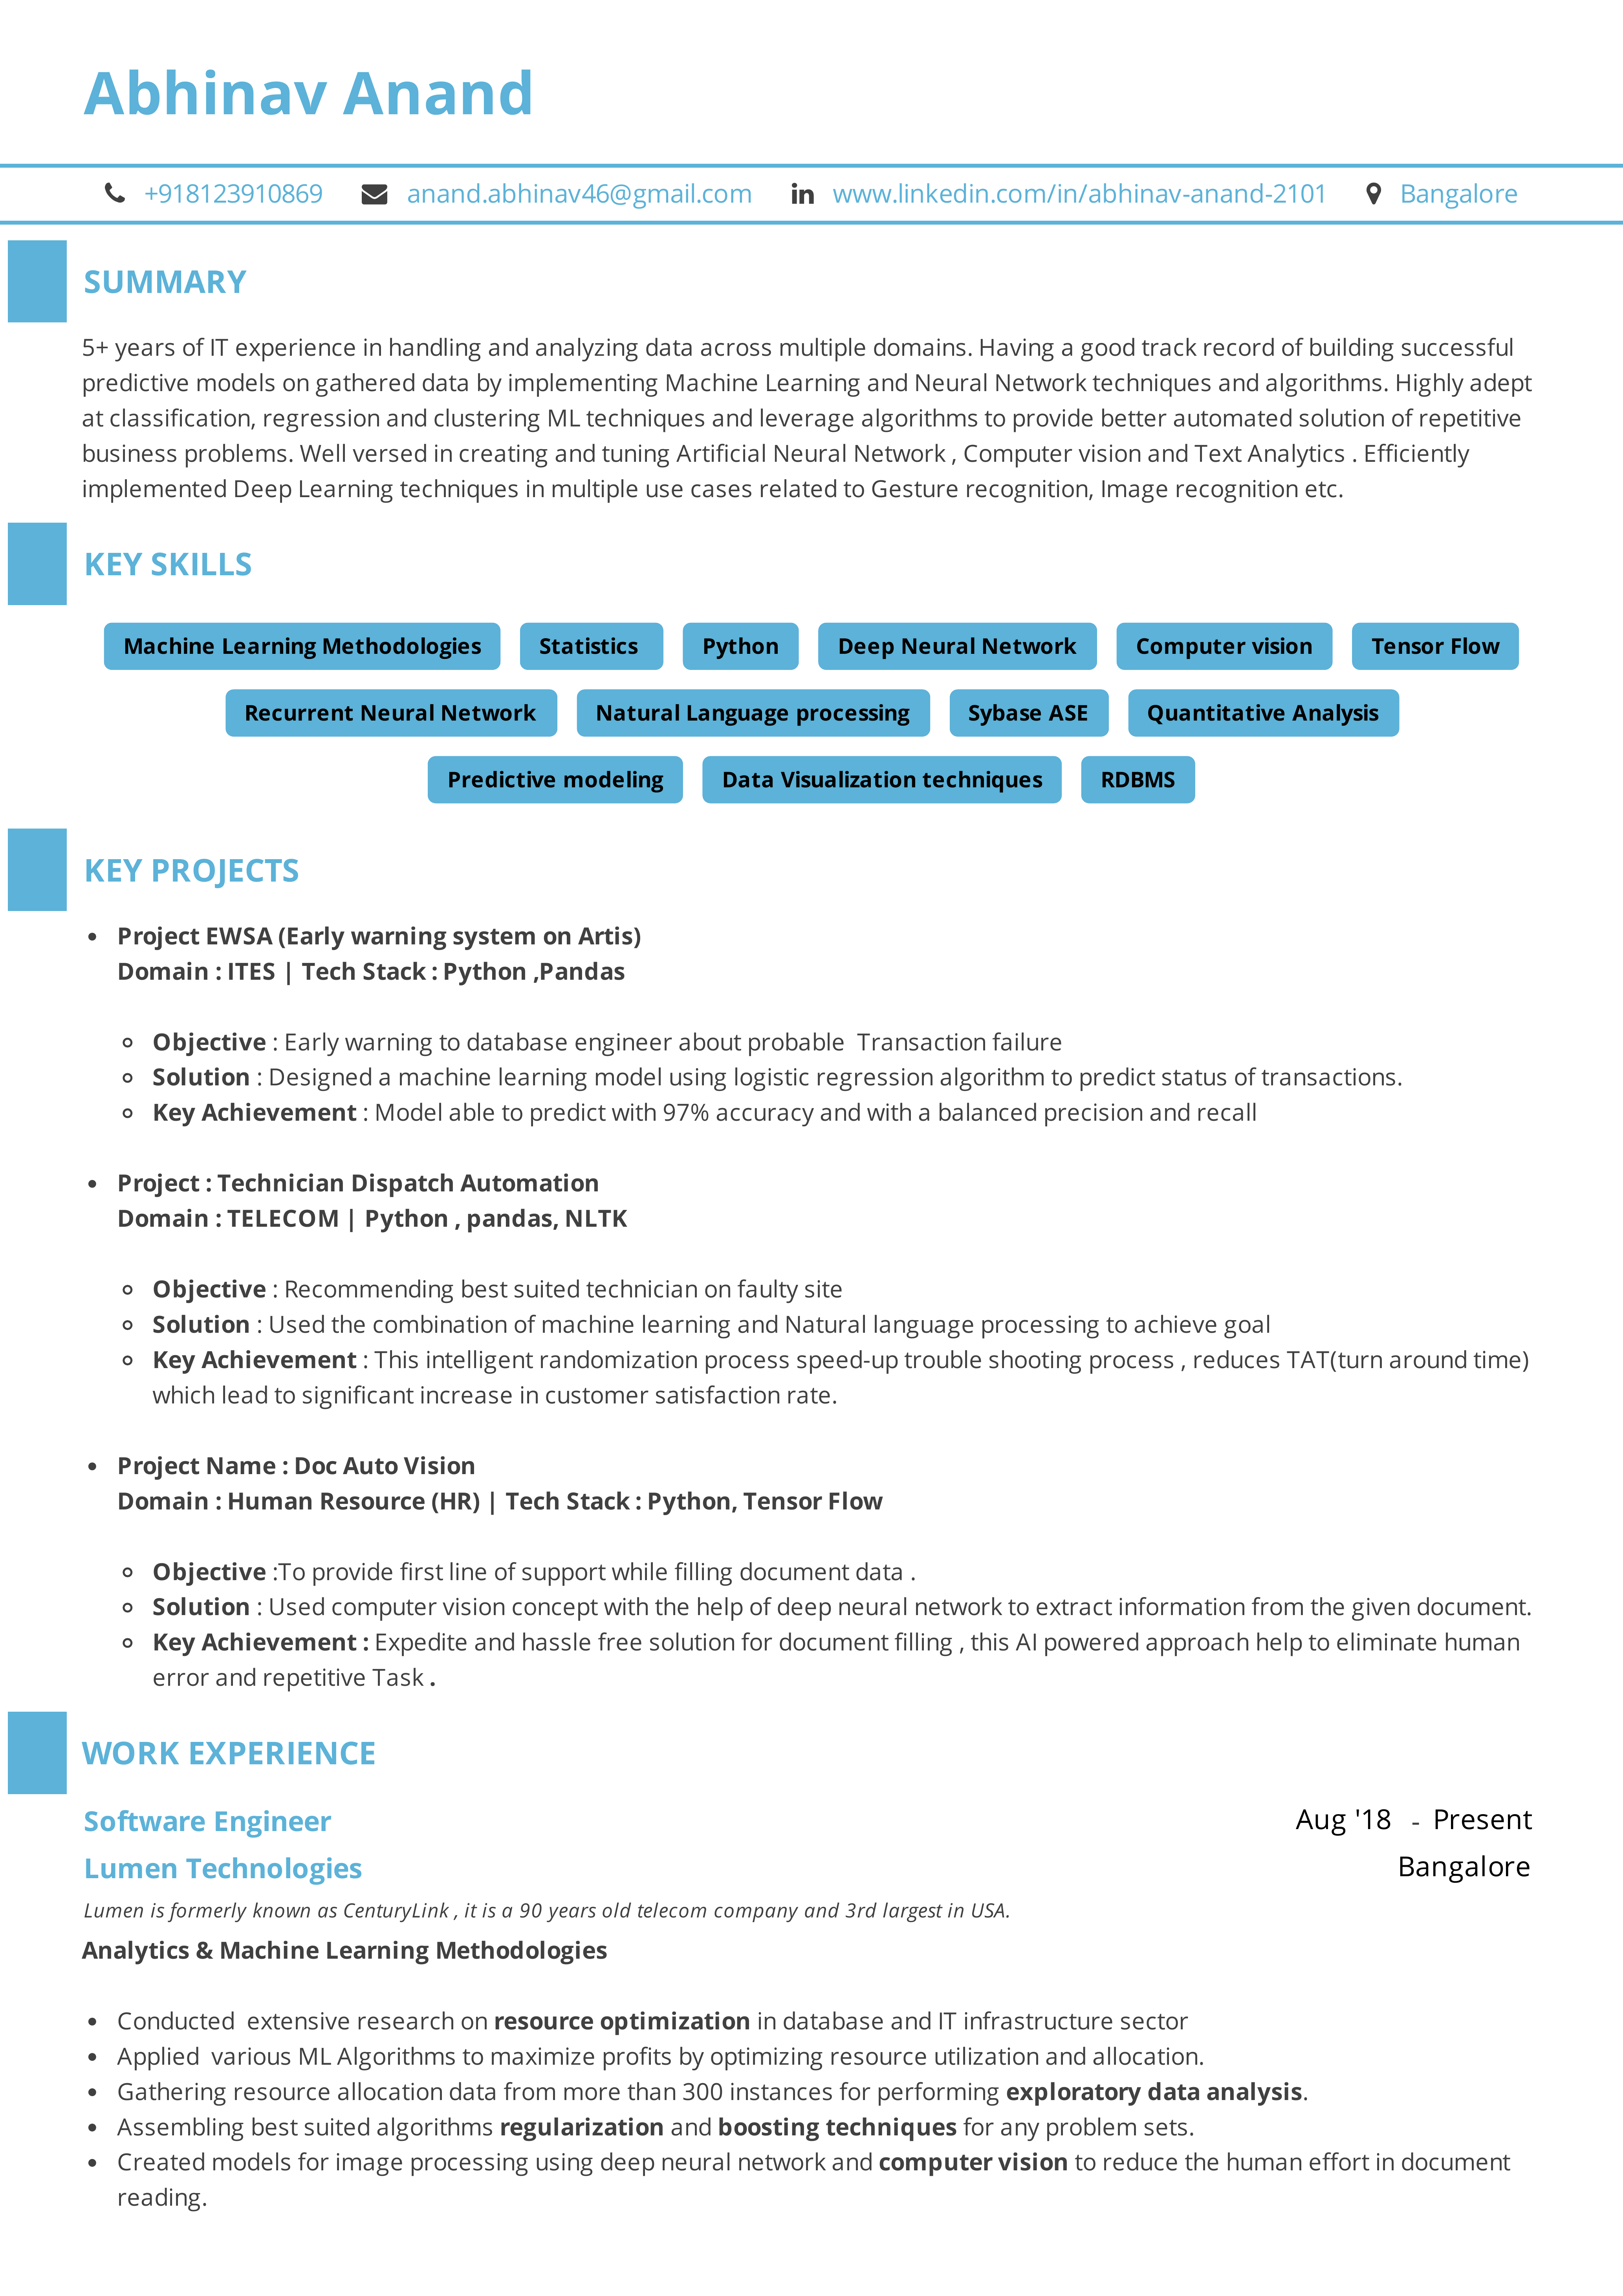 Abhinav Anand
+918123910869 anand.abhinav46@gmail.com in www.linkedin.com/in/abhinav-anand-2101 Bangalore
SUMMARY
5+ years of IT experience in handling and analyzing data across multiple domains. Having a good track record of building successful
predictive models on gathered data by implementing Machine Learning and Neural Network techniques and algorithms. Highly adept
at classification, regression and clustering ML techniques and leverage algorithms to provide better automated solution of repetitive
business problems. Well versed in creating and tuning Artificial Neural Network , Computer vision and Text Analytics . Efficiently
implemented Deep Learning techniques in multiple use cases related to Gesture recognition, Image recognition etc.
KEY SKILLS
Machine Learning Methodologies Statistics Python Deep Neural Network Computer vision Tensor Flow
Recurrent Neural Network Natural Language processing Sybase ASE Quantitative Analysis
Predictive modeling Data Visualization techniques RDBMS
KEY PROJECTS
• Project EWSA (Early warning system on Artis)
Domain : ITES | Tech Stack : Python ,Pandas
◦ Objective : Early warning to database engineer about probable  Transaction failure
◦ Solution : Designed a machine learning model using logistic regression algorithm to predict status of transactions.
◦ Key Achievement : Model able to predict with 97% accuracy and with a balanced precision and recall
• Project : Technician Dispatch Automation
Domain : TELECOM | Python , pandas, NLTK
◦ Objective : Recommending best suited technician on faulty site
◦ Solution : Used the combination of machine learning and Natural language processing to achieve goal
◦ Key Achievement : This intelligent randomization process speed-up trouble shooting process , reduces TAT(turn around time)
which lead to significant increase in customer satisfaction rate.
• Project Name : Doc Auto Vision
Domain : Human Resource (HR) | Tech Stack : Python, Tensor Flow
◦ Objective :To provide first line of support while filling document data .
◦ Solution : Used computer vision concept with the help of deep neural network to extract information from the given document.
◦ Key Achievement : Expedite and hassle free solution for document filling , this AI powered approach help to eliminate human
error and repetitive Task .
WORK EXPERIENCE
Software Engineer Aug '18 - Present
Lumen Technologies Bangalore
Lumen is formerly known as CenturyLink , it is a 90 years old telecom company and 3rd largest in USA.
Analytics & Machine Learning Methodologies
• Conducted  extensive research on resource optimization in database and IT infrastructure sector
• Applied  various ML Algorithms to maximize profits by optimizing resource utilization and allocation.
• Gathering resource allocation data from more than 300 instances for performing exploratory data analysis.
• Assembling best suited algorithms regularization and boosting techniques for any problem sets.
• Created models for image processing using deep neural network and computer vision to reduce the human effort in document
reading.